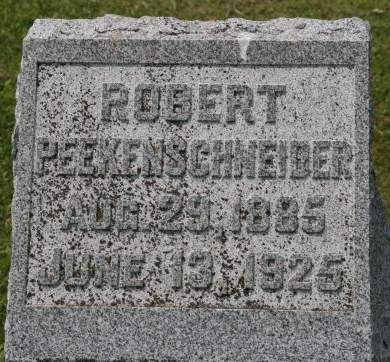 ROBERT
PEEKENSCHNEIDER
AUG. 29, 1885
JUNE 13, 1925